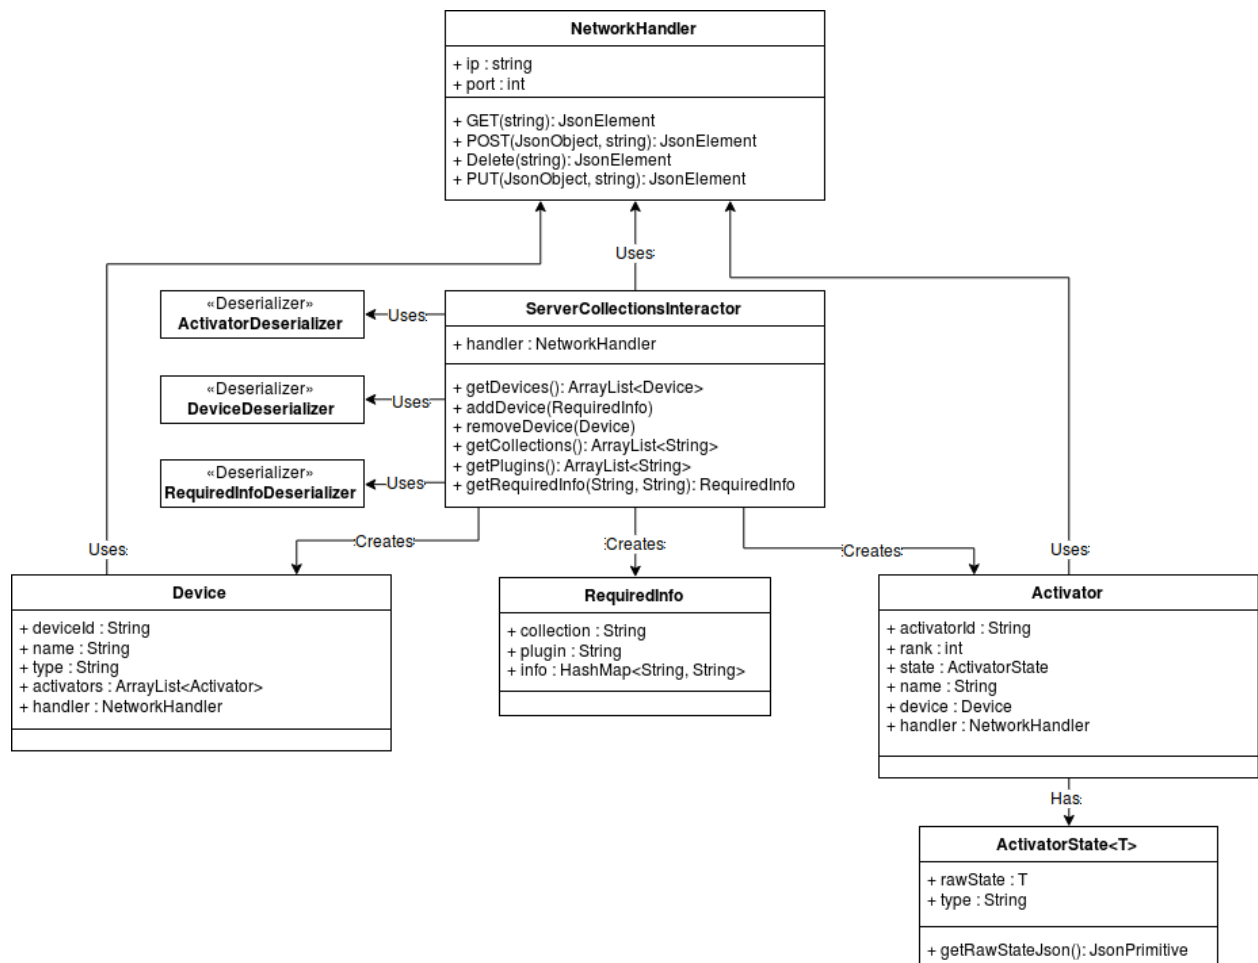 NetworkHandler
+ ip : string
+ port : int
+ GET(string): JsonElement
+ POST(JsonObject, string): JsonElement
+ Delete(string): JsonElement
+ PUT(JsonObject, string): JsonElement
Uses
«Deserializer»
ActivatorDeserializer
Uses
«Deserializer»
DeviceDeserializer
Uses
«Deserializer»
RequiredInfoDeserializer
Uses
ServerCollectionsInteractor
+ handler : NetworkHandler
+ getDevices(): ArrayList<Device>
+ addDevice(RequiredInfo)
+ removeDevice(Device)
+ getCollections(): ArrayList<String>
+ getPlugins(): ArrayList<String>
+ getRequiredInfo(String, String): RequiredInfo
Uses
Creates
Creates
Creates
Uses
Device
+ deviceId : String
+ name : String
+ type : String
+ activators : ArrayList<Activator>
+ handler : NetworkHandler
RequiredInfo
+ collection : String
+ plugin : String
+ info : HashMap<String, String>
Activator
+ activatorId : String
+ rank : int
+ state : ActivatorState
+ name : String
+ device : Device
+ handler : NetworkHandler
Has
ActivatorState<T>
+ rawState : T
+ type : String
+ getRawStateJson(): JsonPrimitive